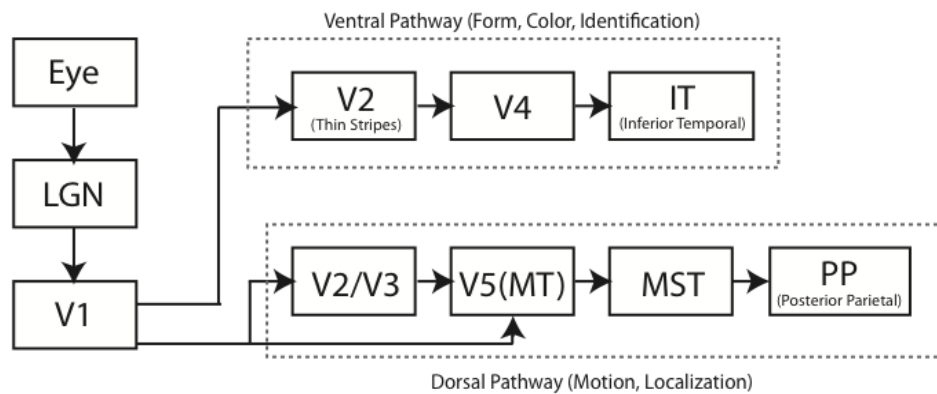 Ventral Pathway (Form, Color, Identification)
Eye
V2
(Thin Stripes)
V4
IT
(Inferior Temporal)
LGN
V1
V2/V3
V5(MT)
MST
PP
(Posterior Parietal)
Dorsal Pathway (Motion, Localization)